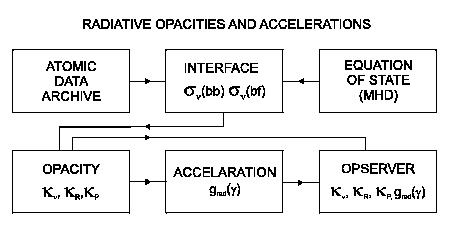 RADIATIVE OPACITIES AND ACCELERATIONS
ATOMIC
DATA
ARCHIVE
INTERFACE
σν(bb) σν(bf)
EQUATION
OF STATE
(MHD)
OPACITY
κν, κR,κP
ACCELARATION
grad(γ)
OPSERVER
κν, κR, κP, grad(γ)